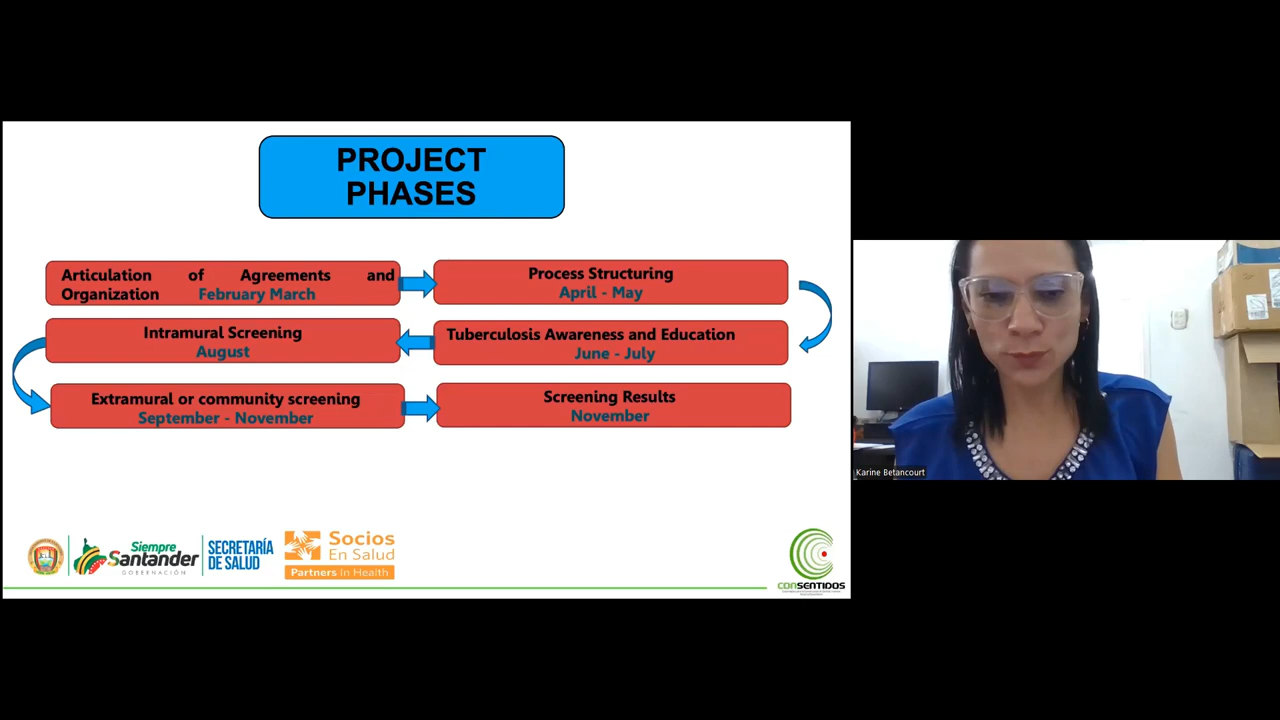 PROJECT
PHASES
Articulation of Agreements and
Organization February March
Process Structuring
April - May
Intramural Screening
August
Tuberculosis Awareness and Education
June - July
Extramural or community screening
September - November
Screening Results
November
Siempre
Santander
GOBERNACIÓN
SECRETARÍA
DE SALUD
Socios
En Salud
Partners In Health
CONSENTIDOS
Karine Betancourt